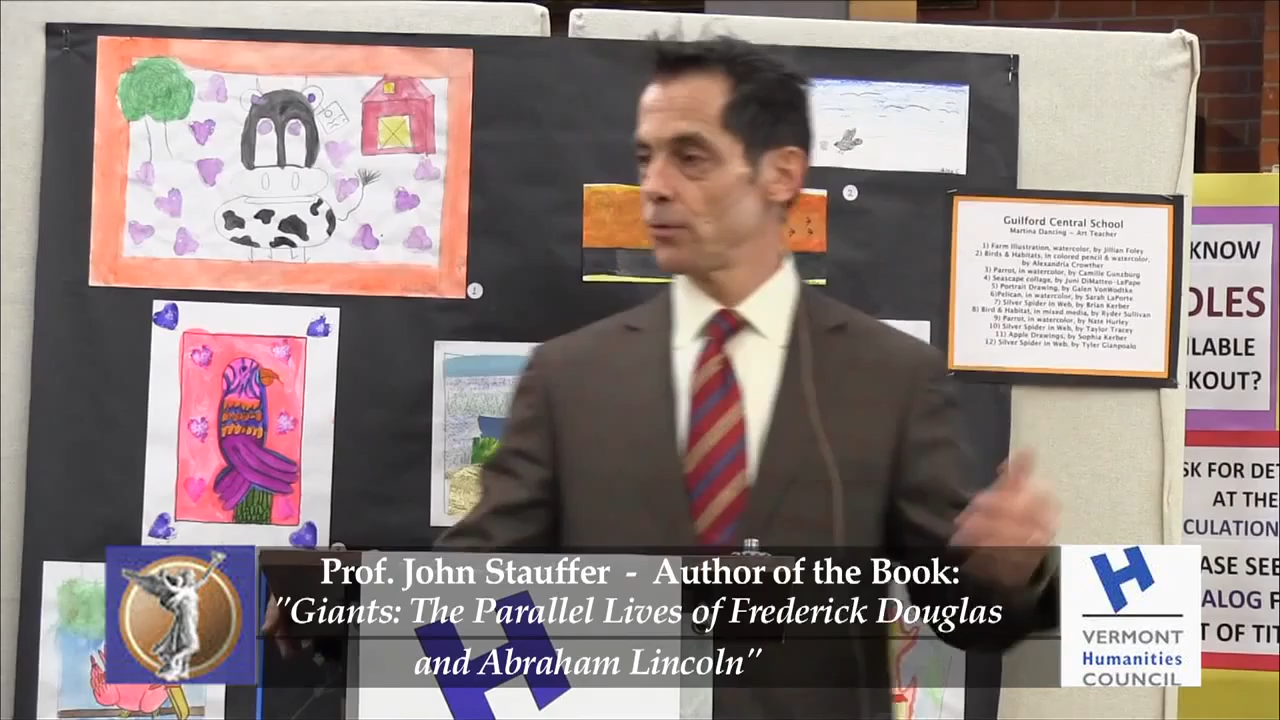 1
2
Guilford Central School
Martina Dancing ~ Art Teacher
1) Farm Illustration, watercolor, by Jillian Foley
2) Birds & Habitats, in colored pencil & watercolor,
by Alexandria Crowther
3) Parrot, in watercolor, by Camille Gunzburg
4) Seascape collage, by Juni DiMatteo-LaPape
5) Portrait Drawing, by Galen VonWodtke
6)Pelican, in watercolor, by Sarah LaPorte
7) Silver Spider in Web, by Brian Kerber
8) Bird & Habitat, in mixed media, by Ryder Sullivan
9) Parrot, in watercolor, by Nate Hurley
10) Silver Spider in Web, by Taylor Tracey
11) Apple Drawings, by Sophia Kerber
12) Silver Spider in Web, by Tyler Gianpoalo
KNOW
OLES
ILABLE
KOUT?
SK FOR DET
AT THE
CULATION
ASE SEE
ALOG F
T OF TIT
Prof. John Stauffer - Author of the Book:
"Giants: The Parallel Lives of Frederick Douglas
and Abraham Lincoln"
H
VERMONT
Humanities
COUNCIL